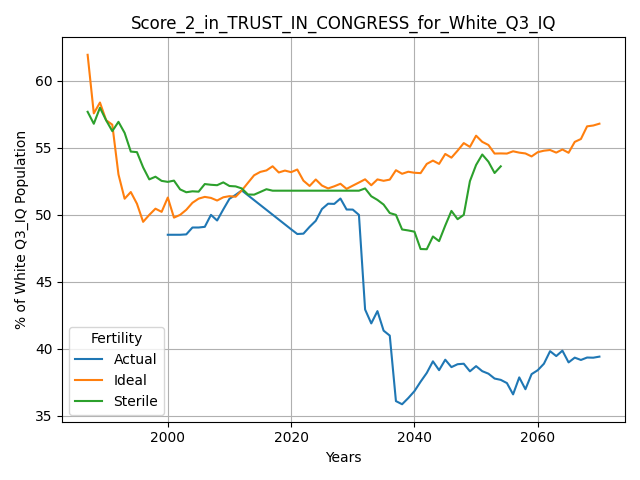 Score_2_in_TRUST_IN_CONGRESS_for_White_Q3_IQ
% of White Q3_IQ Population
60
55
50
45
40
35
Fertility
Actual
Ideal
Sterile
2000
2020
2040
2060
Years